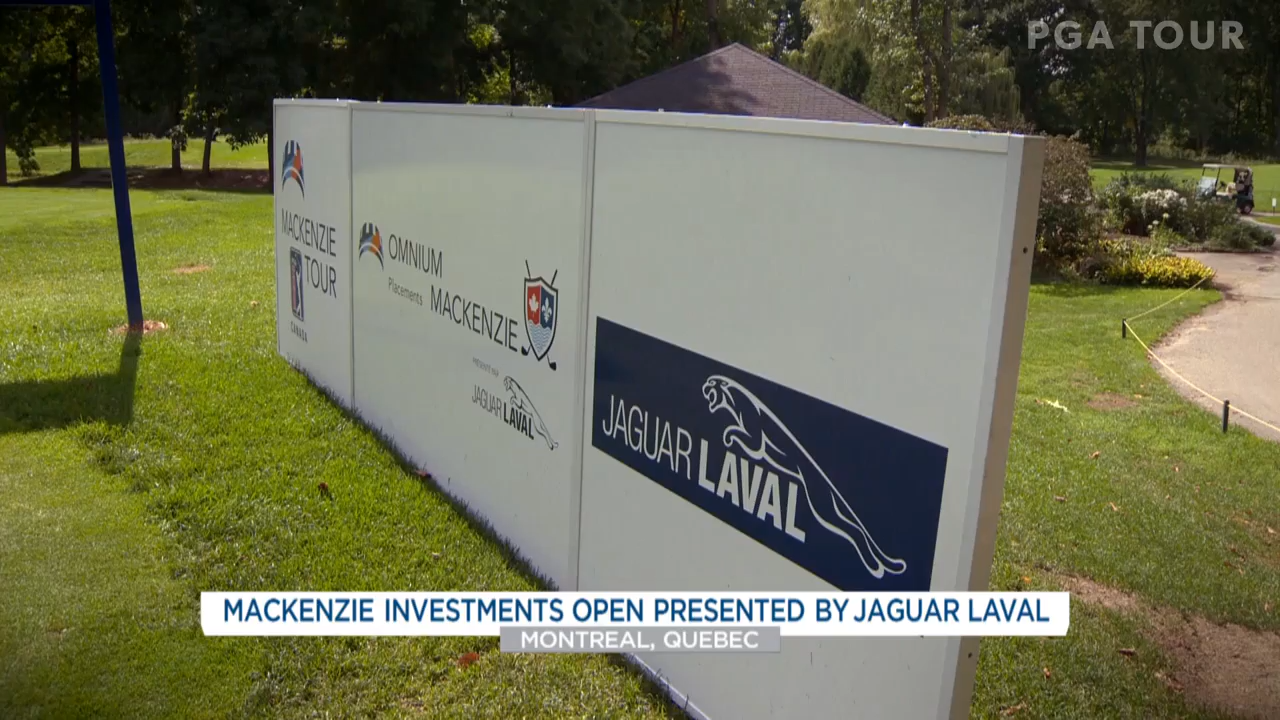 PGA TOUR
MACKENZIE
TOUR
CANADA
OMNIUM
Placements MACKENZIE
JAGUAR LAVAL
JAGUAR LAVAL
MACKENZIE INVESTMENTS OPEN PRESENTED BY JAGUAR LAVAL
MONTREAL, QUEBEC